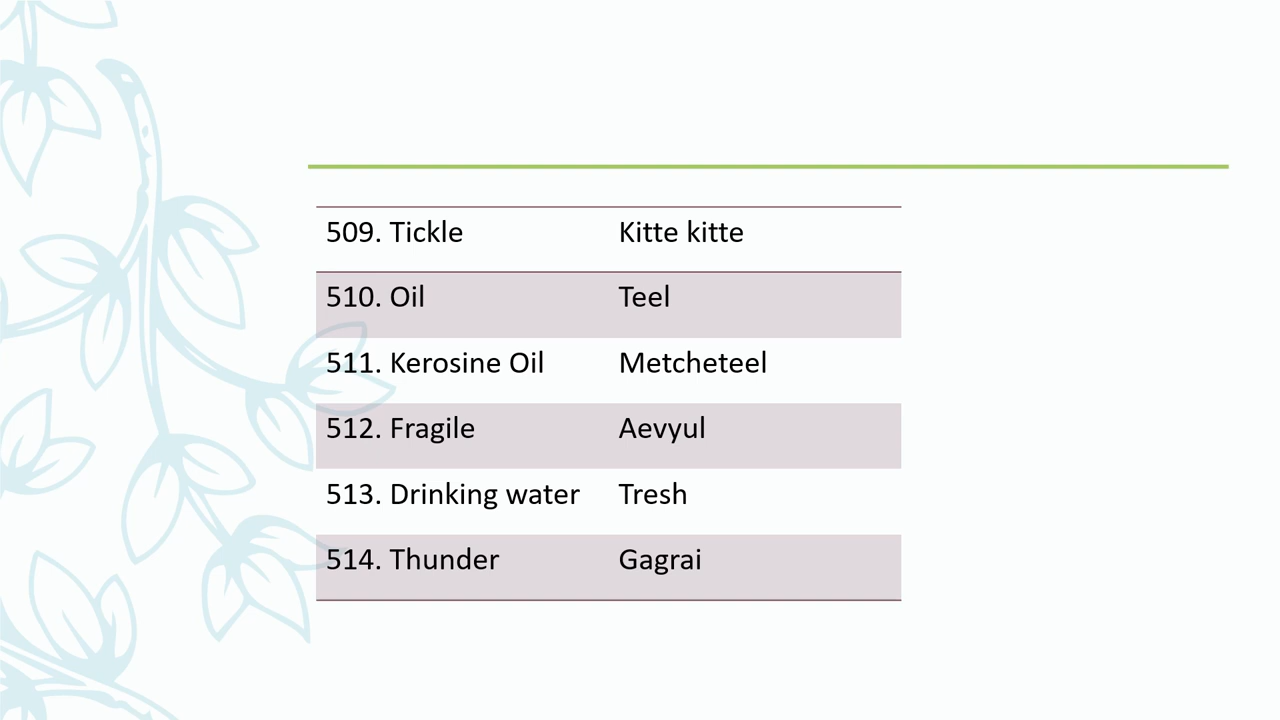 509. Tickle Kitte kitte
510. Oil Teel
511. Kerosine Oil Metcheteel
512. Fragile Aevyul
513. Drinking water Tresh
514. Thunder Gagrai